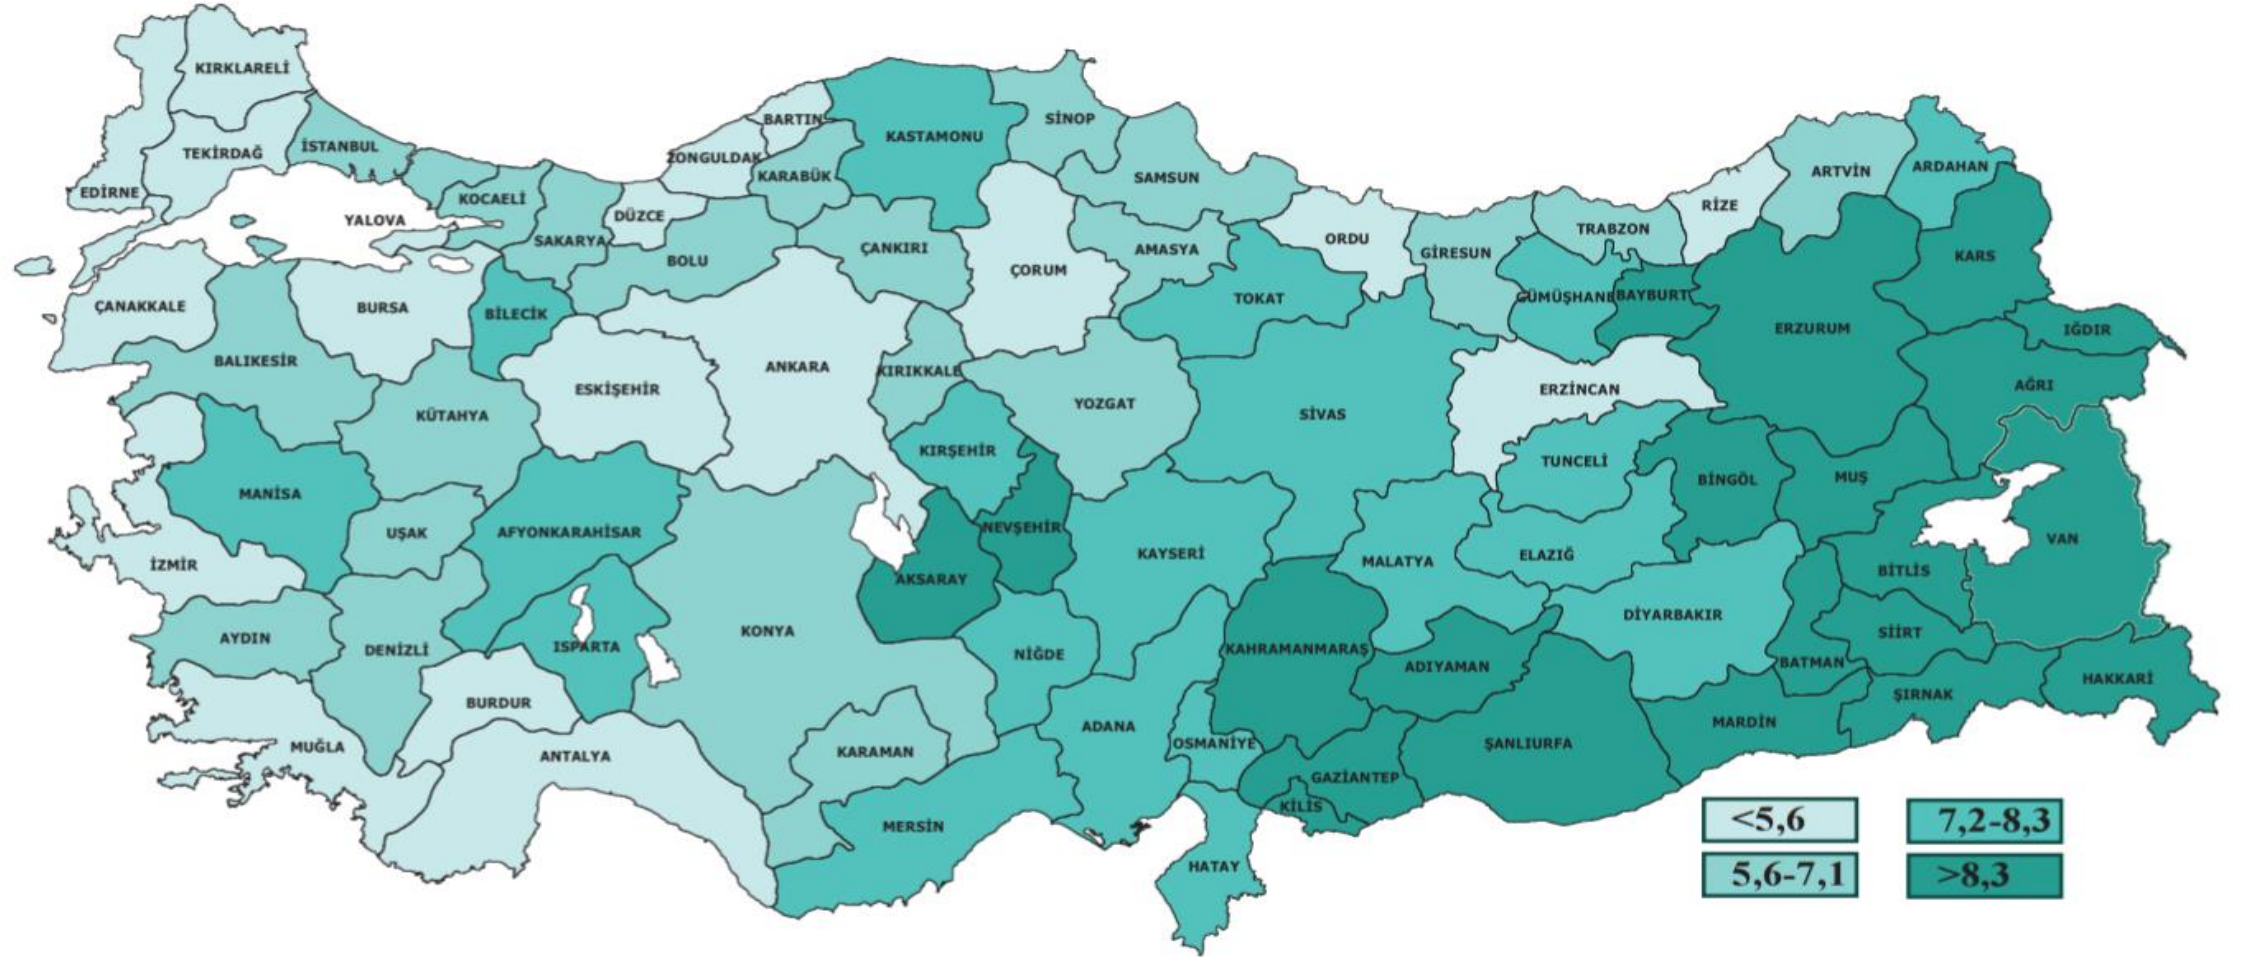 KIRKLARELİ
EDİRNE
TEKİRDAĞ
İSTANBUL
YALOVA
KOCAELİ
SAKARYA
DÜZCE
ZONGULDAK
BARTIN
KARABÜK
KASTAMONU
SİNOP
SAMSUN
BOLU
ÇANKIRI
ÇORUM
AMASYA
TOKAT
ORDU
GİRESUN
TRABZON
RİZE
ARTVİN
ARDAHAN
KARS
GÜMÜŞHANE
BAYBURT
ERZURUM
IĞDIR
AĞRI
ÇANAKKALE
BURSA
BİLECİK
BALIKESİR
ESKİŞEHİR
ANKARA
KIRIKKALE
YOZGAT
SİVAS
ERZİNCAN
KÜTAHYA
KIRŞEHİR
TUNCELİ
BİNGÖL
MUŞ
MANİSA
UŞAK
AFYONKARAHİSAR
NEVŞEHİR
KAYSERİ
MALATYA
ELAZIĞ
VAN
BİTLİS
İZMİR
AKSARAY
DİYARBAKIR
SİİRT
AYDIN
DENİZLİ
ISPARTA
KONYA
NİĞDE
KAHRAMANMARAŞ
ADIYAMAN
BATMAN
ŞIRNAK
HAKKARİ
BURDUR
MUĞLA
ANTALYA
KARAMAN
ADANA
OSMANİYE
GAZİANTEP
ŞANLIURFA
MARDİN
KİLİS
MERSİN
HATAY
<5,6
7,2-8,3
5,6-7,1
>8,3